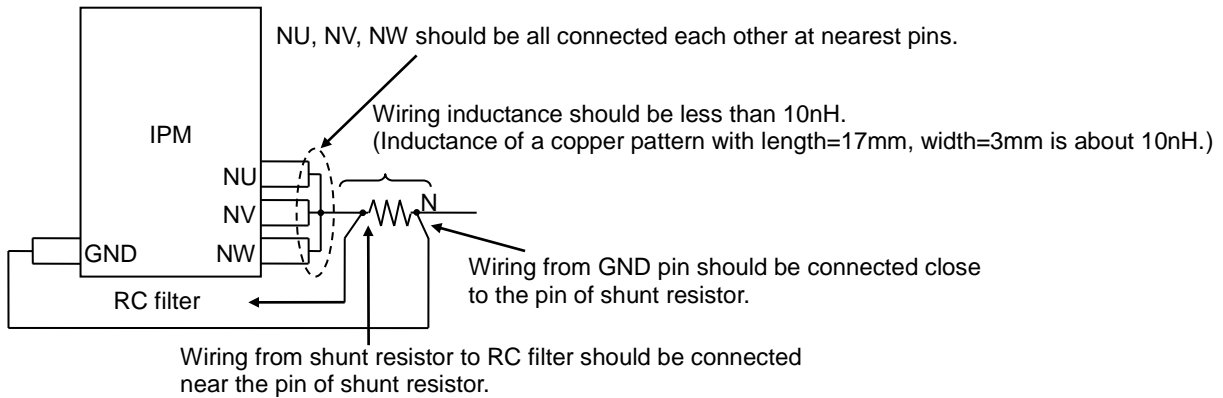 NU, NV, NW should be all connected each other at nearest pins.
Wiring inductance should be less than 10nH.
(Inductance of a copper pattern with length=17mm, width=3mm is about 10nH.)
IPM
NU
N
NV
GND
NW
Wiring from GND pin should be connected close
to the pin of shunt resistor.
RC filter
Wiring from shunt resistor to RC filter should be connected
near the pin of shunt resistor.